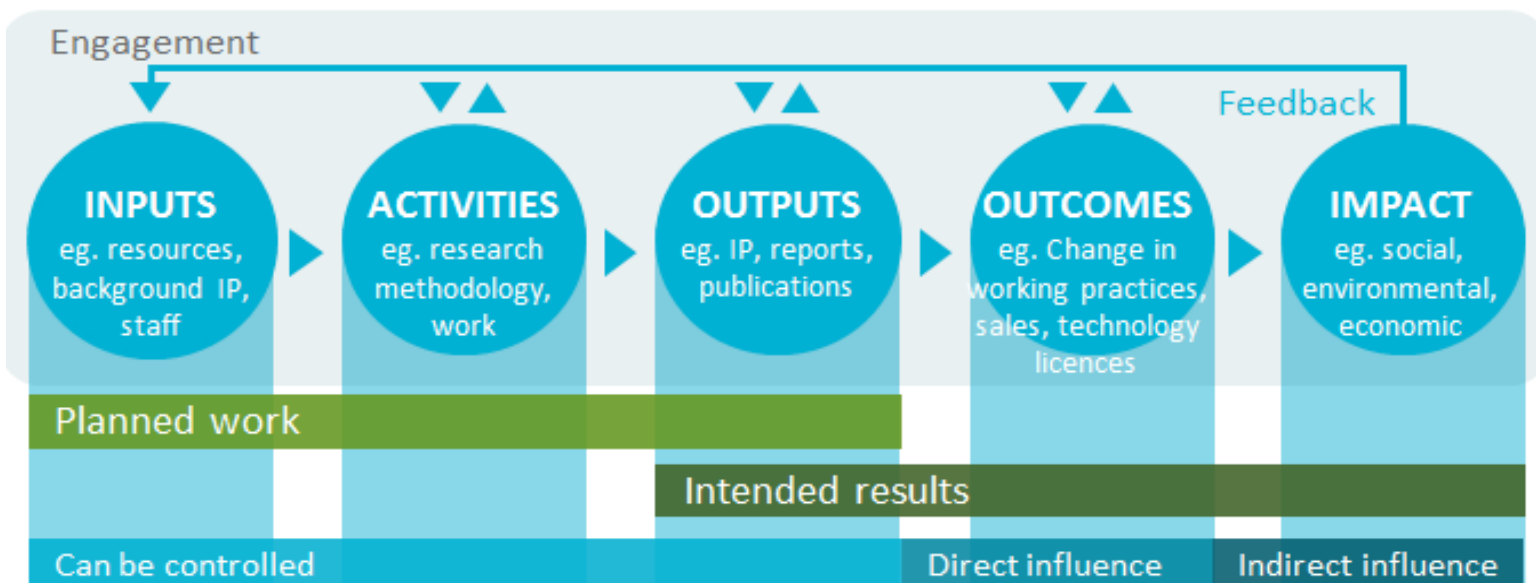 Engagement
Feedback
INPUTS
eg. resources,
background IP,
staff
ACTIVITIES
eg. research
methodology,
work
OUTPUTS
eg. IP, reports,
publications
OUTCOMES
eg. Change in
working practices,
sales, technology
licences
IMPACT
eg. social,
environmental,
economic
Planned work
Intended results
Can be controlled
Direct influence
Indirect influence